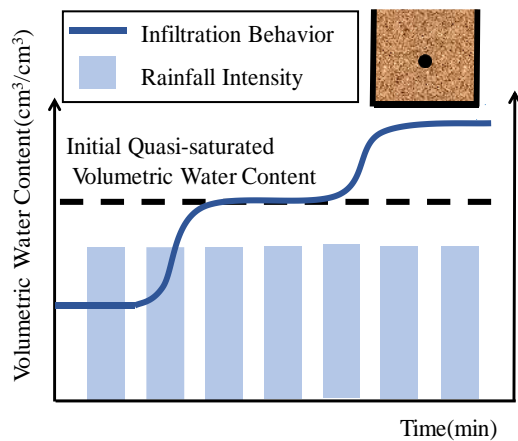 Infiltration Behavior
Rainfall Intensity
Initial Quasi-saturated
Volumetric Water Content
Volumetric Water Content(cm³/cm³)
Time(min)